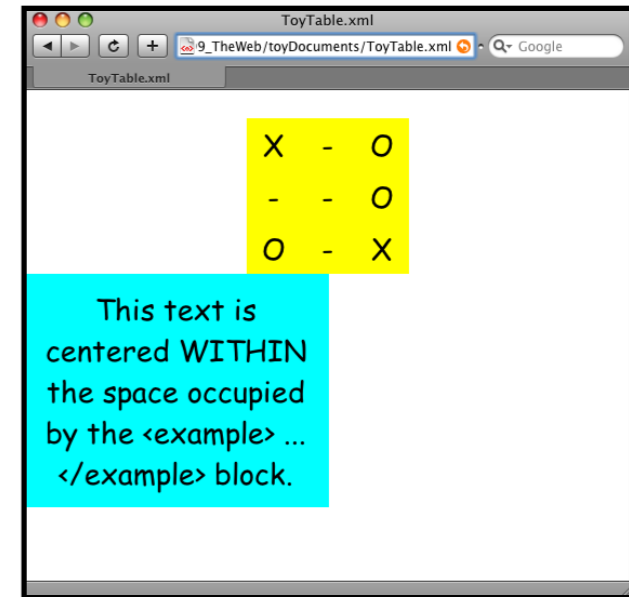 ToyTable.xml
9_TheWeb/toyDocuments/ToyTable.xml
Google
ToyTable.xml
X - O
- - O
O - X
This text is
centered WITHIN
the space occupied
by the <example> ...
</example> block.